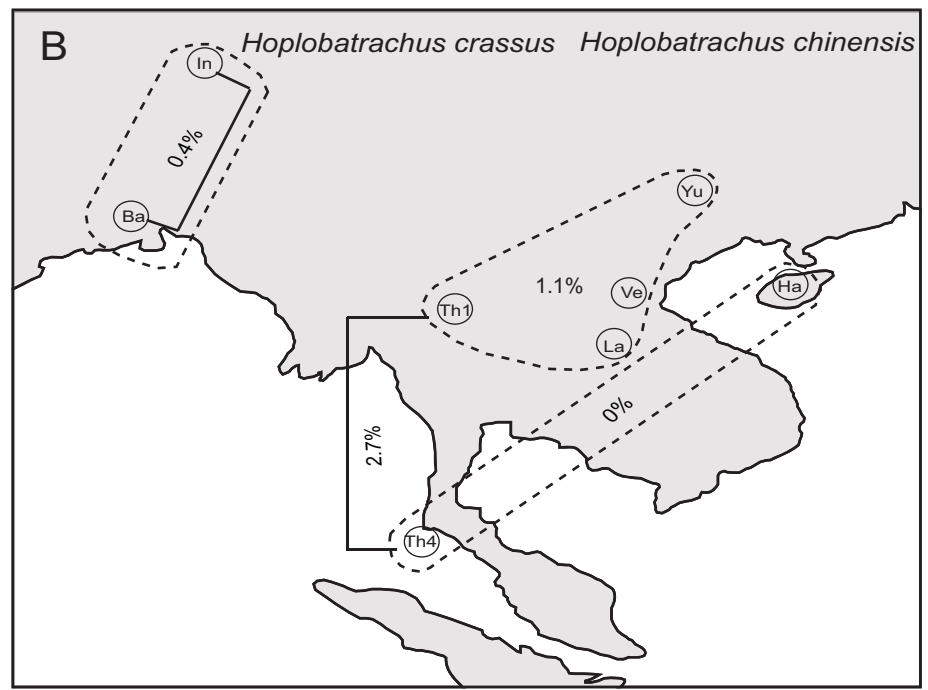 B
Hoplobatrachus crassus
Hoplobatrachus chinensis
In
0.4%
Ba
Yu
1.1%
Ve
Ha
Th1
La
0%
2.7%
Th4